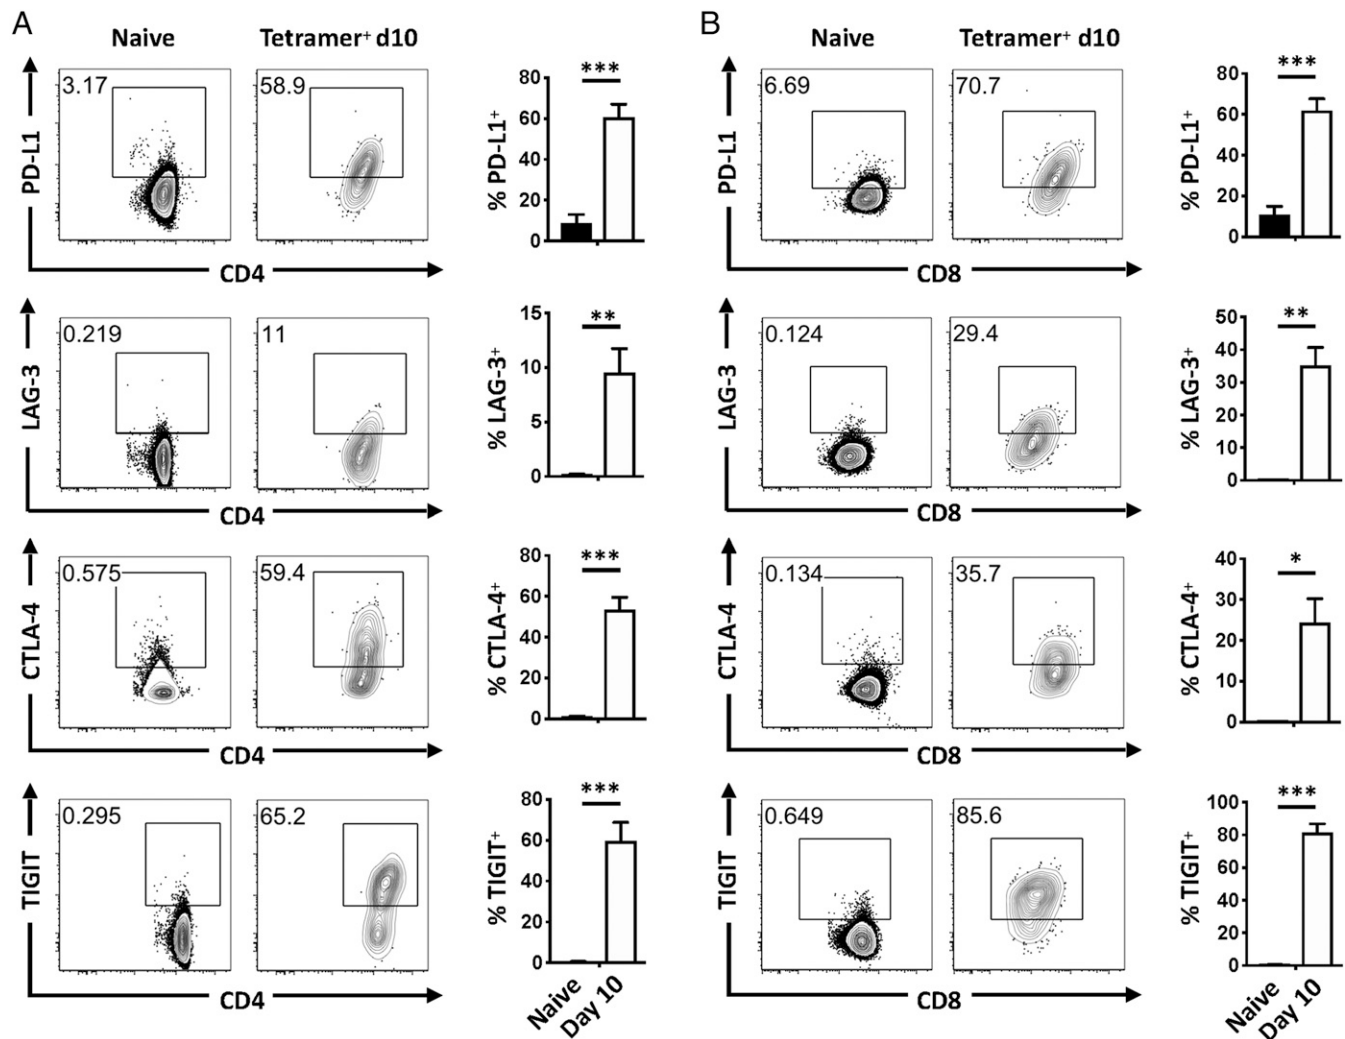 A
Naive
Tetramer⁺ d10
B
Naive
Tetramer⁺ d10
PD-L1
3.17
58.9
CD4
% PD-L1⁺
80
60
40
20
0
***
PD-L1
6.69
70.7
CD8
% PD-L1⁺
80
60
40
20
0
***
LAG-3
0.219
11
CD4
% LAG-3⁺
15
10
5
0
**
LAG-3
0.124
29.4
CD8
% LAG-3⁺
50
40
30
20
10
0
**
CTLA-4
0.575
59.4
CD4
% CTLA-4⁺
80
60
40
20
0
***
CTLA-4
0.134
35.7
CD8
% CTLA-4⁺
40
30
20
10
0
*
TIGIT
0.295
65.2
CD4
% TIGIT⁺
80
60
40
20
0
***
Naive
Day 10
TIGIT
0.649
85.6
CD8
% TIGIT⁺
100
80
60
40
20
0
***
Naive
Day 10